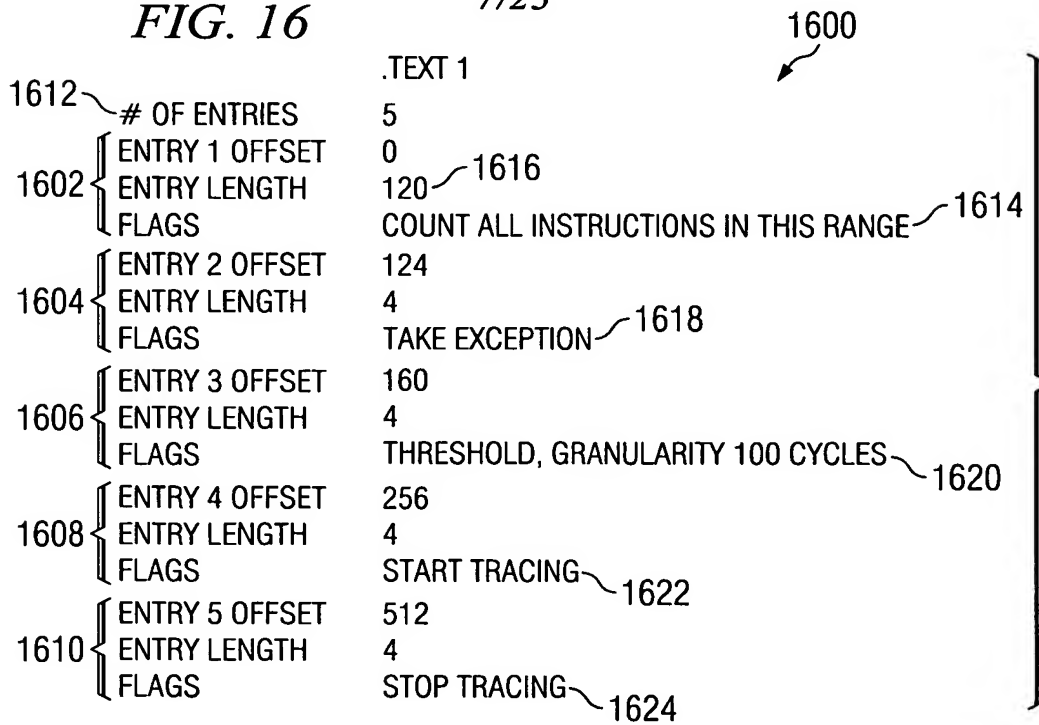 FIG. 16
1600
.TEXT 1
1612 # OF ENTRIES 5
ENTRY 1 OFFSET 0
1602 ENTRY LENGTH 120 1616
FLAGS COUNT ALL INSTRUCTIONS IN THIS RANGE 1614
ENTRY 2 OFFSET 124
1604 ENTRY LENGTH 4
FLAGS TAKE EXCEPTION 1618
ENTRY 3 OFFSET 160
1606 ENTRY LENGTH 4
FLAGS THRESHOLD, GRANULARITY 100 CYCLES 1620
ENTRY 4 OFFSET 256
1608 ENTRY LENGTH 4
FLAGS START TRACING 1622
ENTRY 5 OFFSET 512
1610 ENTRY LENGTH 4
FLAGS STOP TRACING 1624